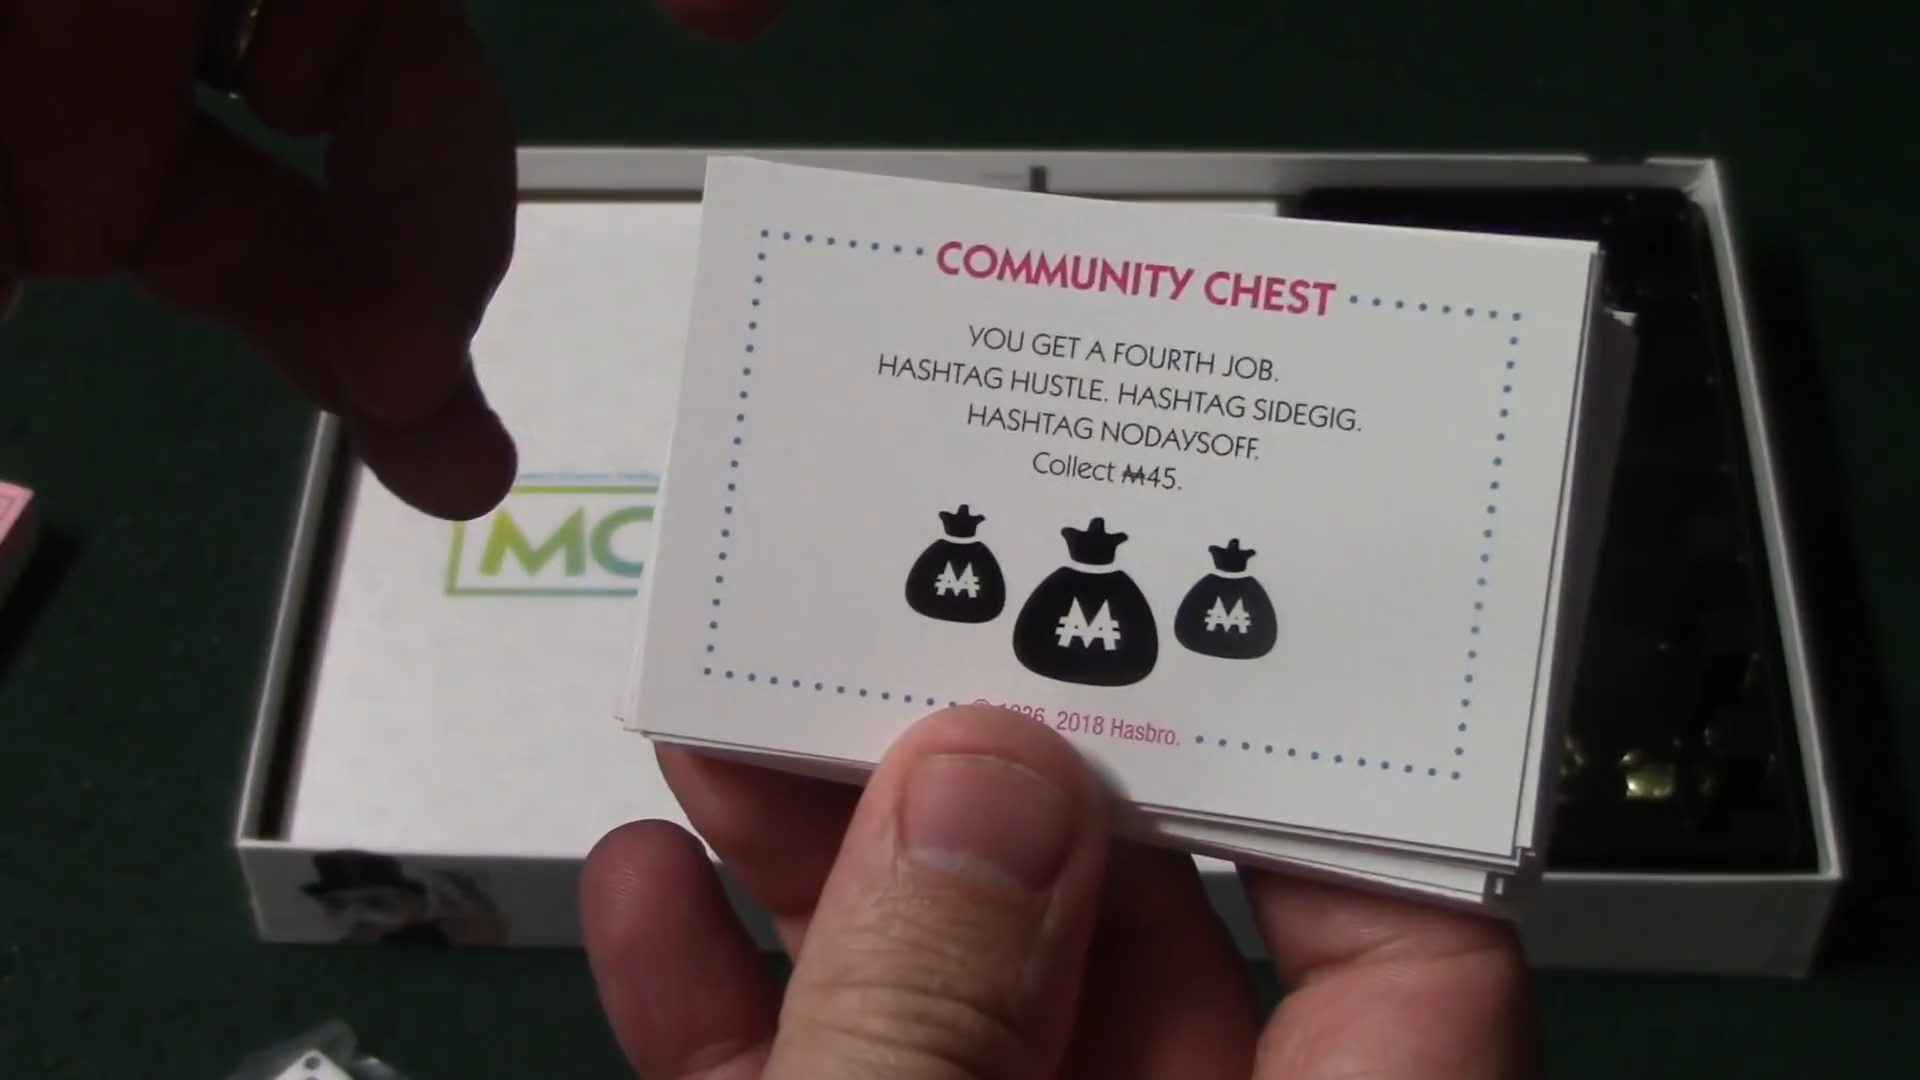 COMMUNITY CHEST
YOU GET A FOURTH JOB.
HASHTAG HUSTLE. HASHTAG SIDEGIG.
HASHTAG NODAYSOFF.
Collect ₩45.
2018 Hasbro.
MO